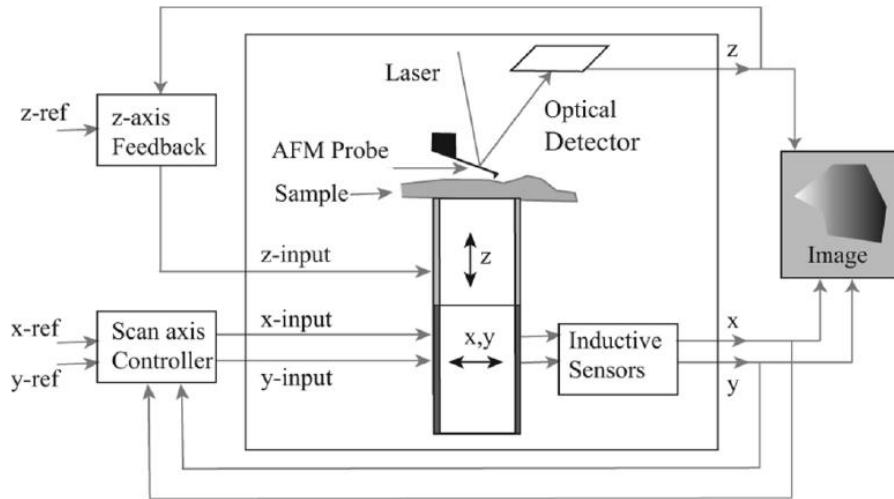 z
Laser
z-ref
z-axis
Feedback
Optical
Detector
AFM Probe
Sample
Image
z
z-input
x-ref
y-ref
Scan axis
Controller
x-input
y-input
x,y
Inductive
Sensors
x
y